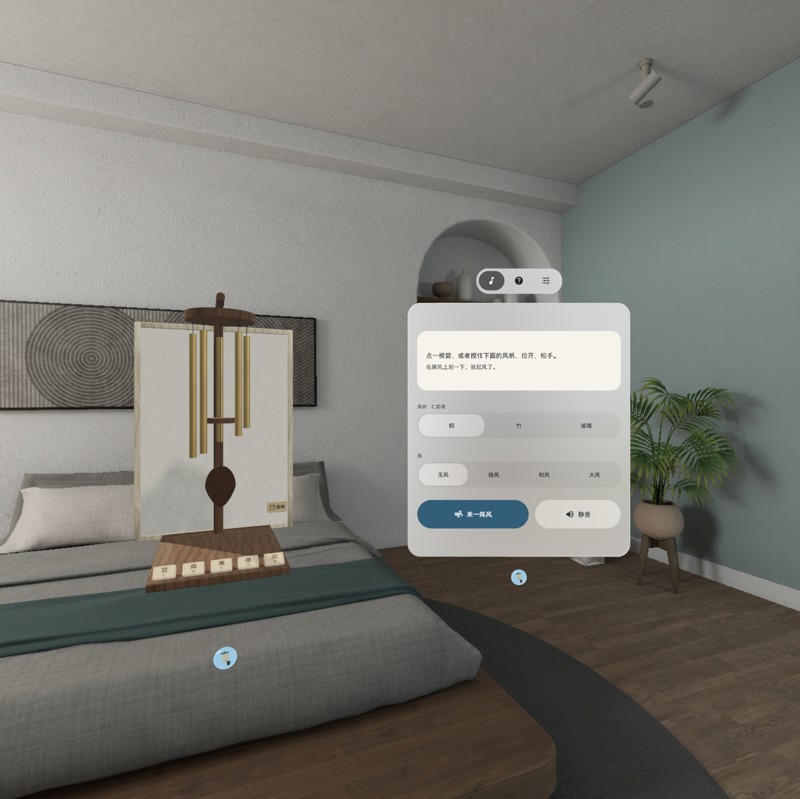 点一根管，或者捏住下面的风帆，拉开，松手。
在屏风上划一下，就起风了。
铜
竹
玻璃
风
无风
微风
和风
大风
来一阵风
静音
宫
商
角
徵
羽